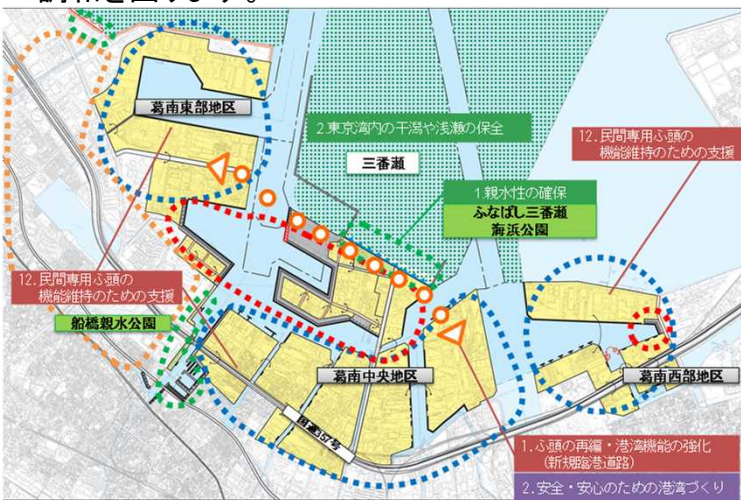 調和を図ります。
葛南東部地区
2.東京湾内の干潟や浅瀬の保全
三番瀬
12.民間専用ふ頭の
機能維持のための支援
1.親水性の確保
ふなばし三番瀬
海浜公園
12.民間専用ふ頭の
機能維持のための支援
船橋親水公園
葛南中央地区
葛南西部地区
国道357号
1.ふ頭の再編・港湾機能の強化
(新規臨港道路)
2.安全・安心のための港湾づくり